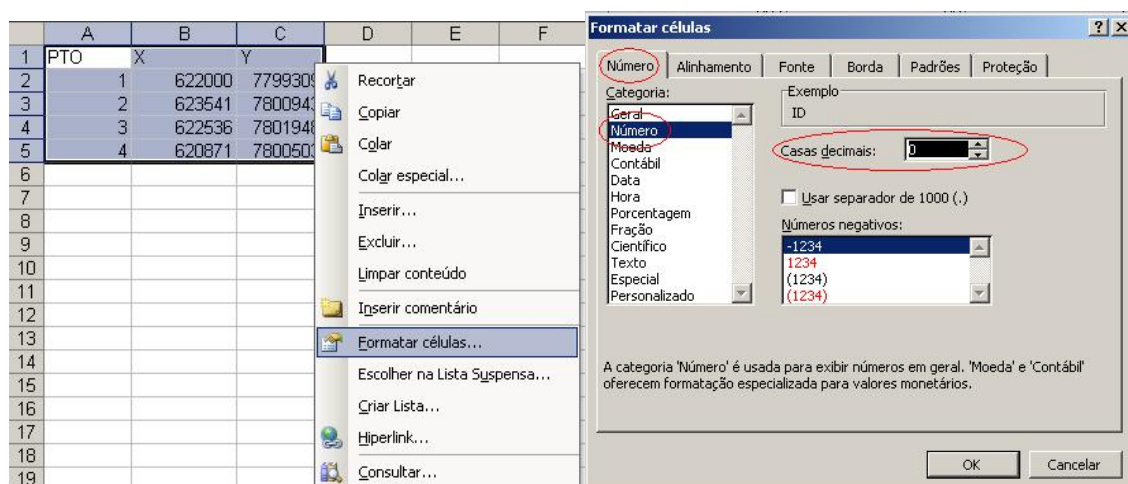 A B C D E F
1 PTO X Y
2 1 622000 7799309
3 2 623541 780094
4 3 622536 780194
5 4 620871 780050
6
7
8
9
10
11
12
13
14
15
16
17
18
19
Recortar
Copiar
Colar
Colar especial...
Inserir...
Excluir...
Limpar conteúdo
Inserir comentário
Formatar células...
Escolher na Lista Suspensa...
Criar Lista...
Hiperlink...
Consultar...
Formatar células
Número Alinhamento Fonte Borda Padrões Proteção
Categoria:
Geral
Número
Moeda
Contábil
Data
Hora
Porcentagem
Fração
Científico
Texto
Especial
Personalizado
Exemplo
ID
Casas decimais: 0
Usar separador de 1000 (.)
Números negativos:
-1234
1234
(1234)
(1234)
A categoria 'Número' é usada para exibir números em geral. 'Moeda' e 'Contábil'
oferecem formatação especializada para valores monetários.
OK Cancelar